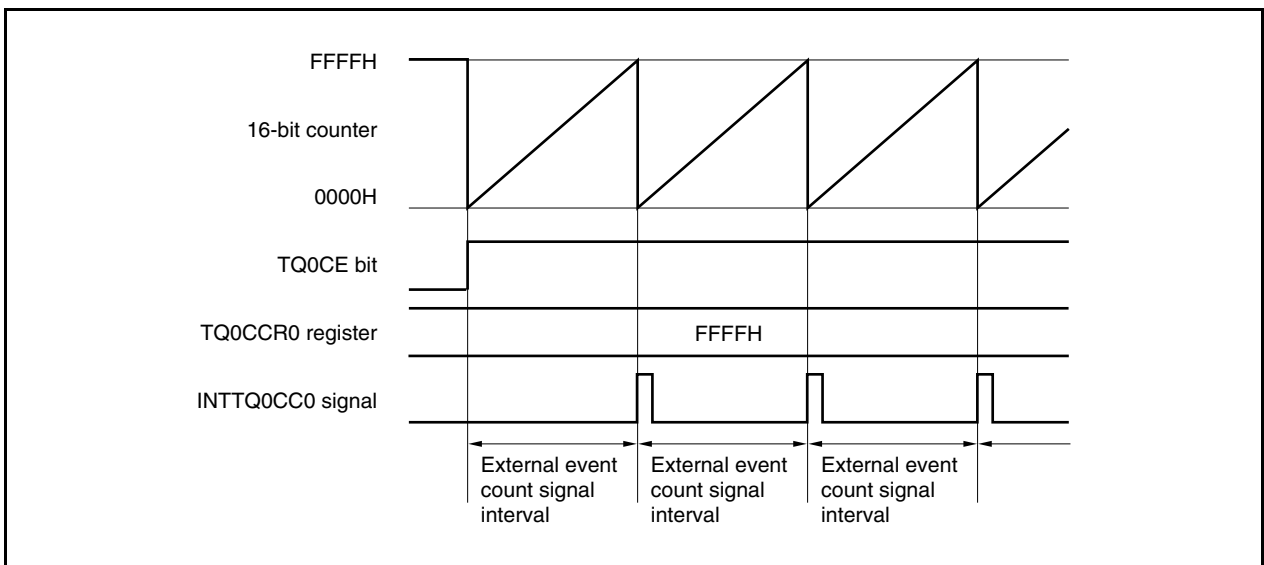 FFFFH
16-bit counter
0000H
TQ0CE bit
TQ0CCR0 register
FFFFH
INTTQ0CC0 signal
External event
count signal
interval
External event
count signal
interval
External event
count signal
interval